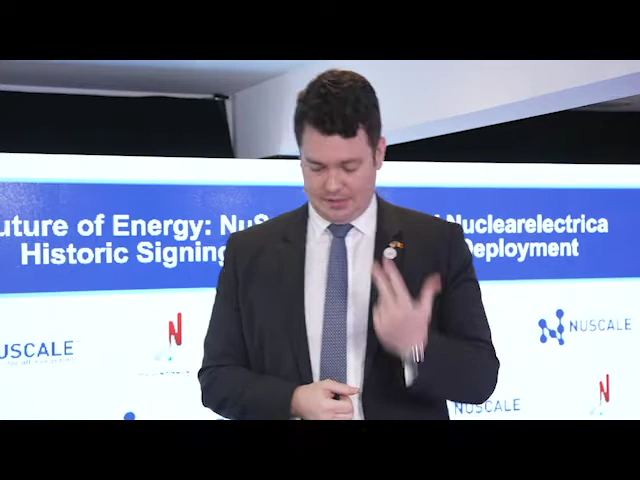 uture of Energy: NuS Nuclearelectrica
Historic Signing Deployment
USCALE
N
NUSCALE
NUSCALE
N